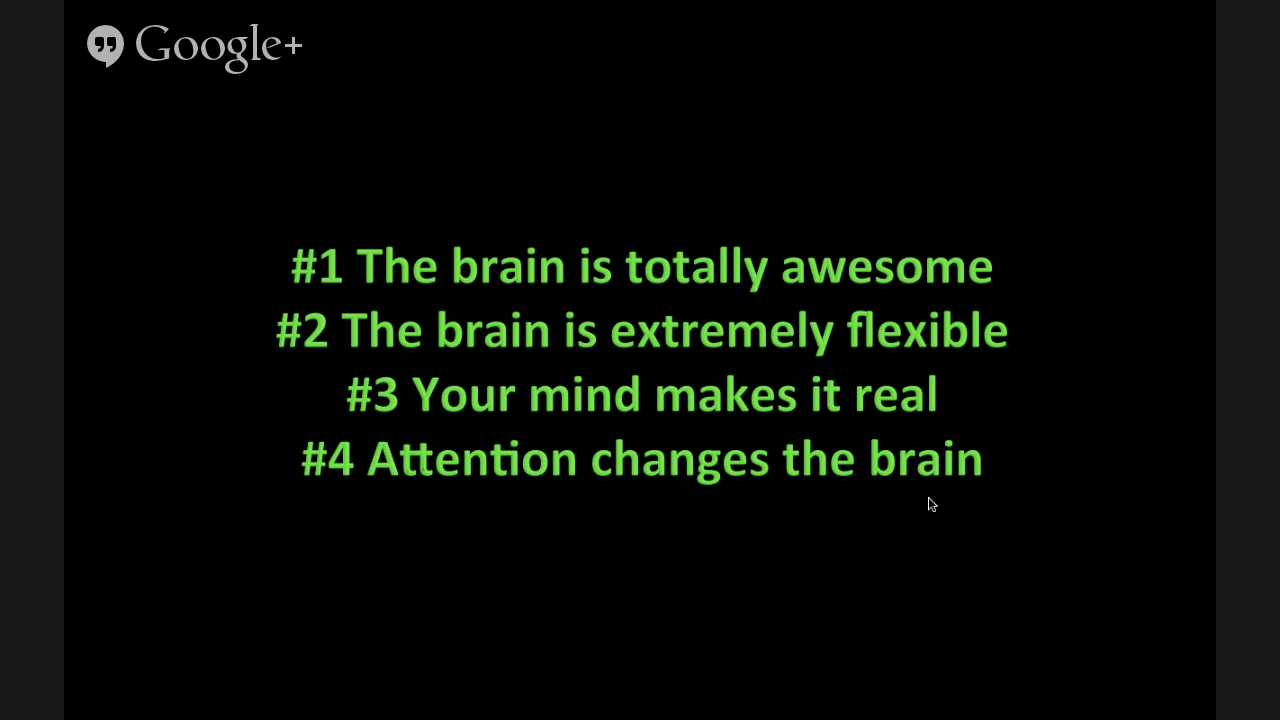 Google+
#1 The brain is totally awesome
#2 The brain is extremely flexible
#3 Your mind makes it real
#4 Attention changes the brain